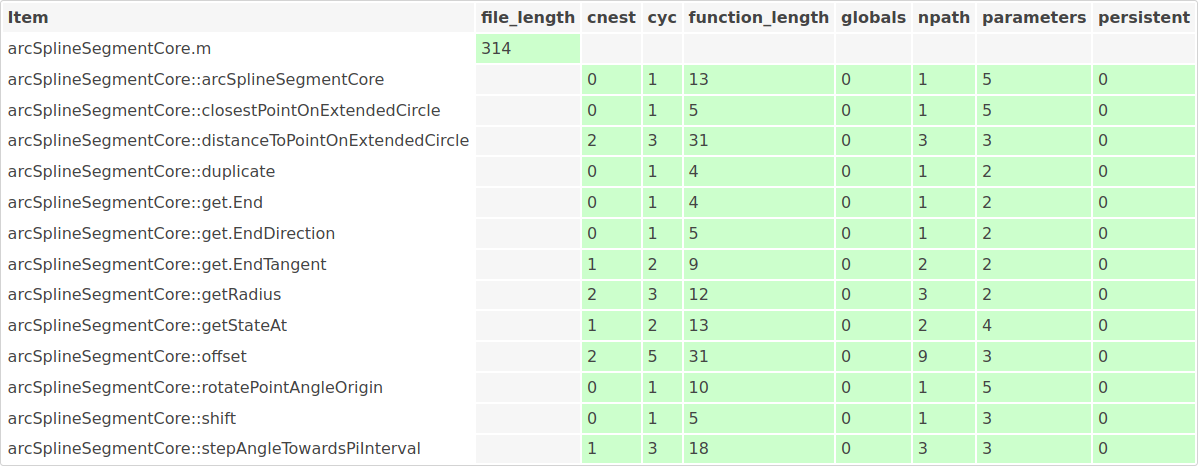 Item file_length cnest cyc function_length globals npath parameters persistent
arcSplineSegmentCore.m 314
arcSplineSegmentCore::arcSplineSegmentCore 0 1 13 0 1 5 0
arcSplineSegmentCore::closestPointOnExtendedCircle 0 1 5 0 1 5 0
arcSplineSegmentCore::distanceToPointOnExtendedCircle 2 3 31 0 3 3 0
arcSplineSegmentCore::duplicate 0 1 4 0 1 2 0
arcSplineSegmentCore::get.End 0 1 4 0 1 2 0
arcSplineSegmentCore::get.EndDirection 0 1 5 0 1 2 0
arcSplineSegmentCore::get.EndTangent 1 2 9 0 2 2 0
arcSplineSegmentCore::getRadius 2 3 12 0 3 2 0
arcSplineSegmentCore::getStateAt 1 2 13 0 2 4 0
arcSplineSegmentCore::offset 2 5 31 0 9 3 0
arcSplineSegmentCore::rotatePointAngleOrigin 0 1 10 0 1 5 0
arcSplineSegmentCore::shift 0 1 5 0 1 3 0
arcSplineSegmentCore::stepAngleTowardsPiInterval 1 3 18 0 3 3 0